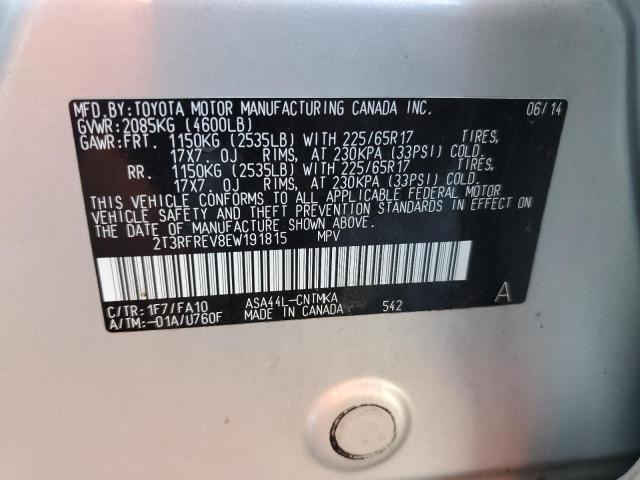 MFD.BY:TOYOTA MOTOR MANUFACTURING CANADA INC. 06/14
GVWR:2085KG (4600LB)
GAWR:FRT. 1150KG (2535LB) WITH 225/65R17 TIRES,
17X7. 0J RIMS, AT 230KPA (33PSI) COLD.
RR. 1150KG (2535LB) WITH 225/65R17 TIRES,
17X7. 0J RIMS, AT 230KPA (33PSI) COLD.
THIS VEHICLE CONFORMS TO ALL APPLICABLE FEDERAL MOTOR
VEHICLE SAFETY AND THEFT PREVENTION STANDARDS IN EFFECT ON
THE DATE OF MANUFACTURE SHOWN ABOVE.
2T3RFREV8EW191815 MPV
C/TR: 1F7/FA10 ASA44L-CNTMKA 542 A
A/TM:-01A/U760F MADE IN CANADA